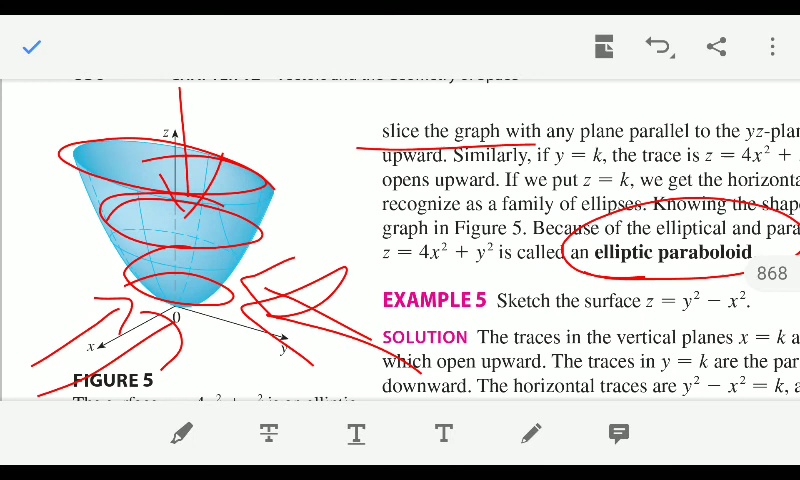 slice the graph with any plane parallel to the yz-plan
upward. Similarly, if y = k, the trace is z = 4x² +
opens upward. If we put z = k, we get the horizonta
recognize as a family of ellipses. Knowing the shap
graph in Figure 5. Because of the elliptical and para
z = 4x² + y² is called an elliptic paraboloid
868
EXAMPLE 5 Sketch the surface z = y² − x².
SOLUTION The traces in the vertical planes x = k a
which open upward. The traces in y = k are the par
downward. The horizontal traces are y² − x² = k, a
z
0
x
y
FIGURE 5
T
T
T